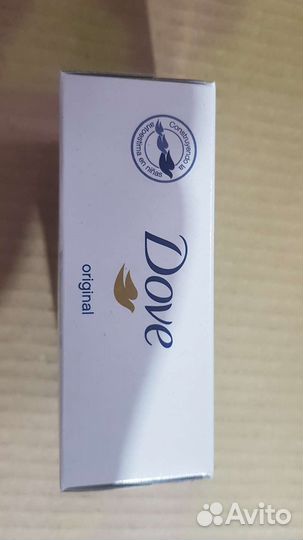 Construyendo la
autoestima en niñas
Dove
original
Avito